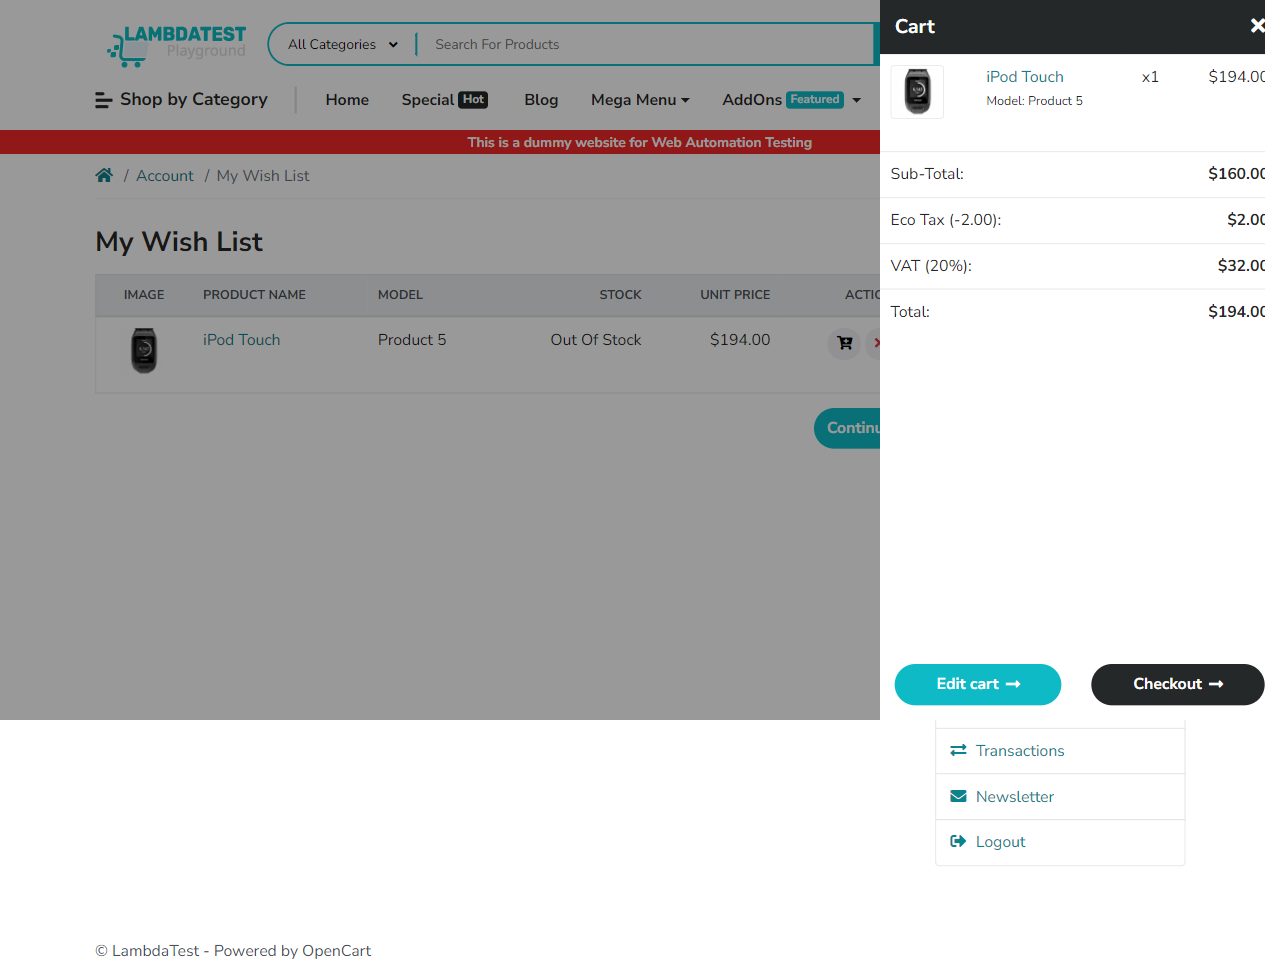 LAMBDATEST
Playground
All Categories
Search For Products
Shop by Category
Home
Special Hot
Blog
Mega Menu
AddOns Featured
This is a dummy website for Web Automation Testing
/ Account / My Wish List
My Wish List
IMAGE PRODUCT NAME MODEL STOCK UNIT PRICE ACTIO
iPod Touch Product 5 Out Of Stock $194.00
Continu
Cart
iPod Touch x1 $194.00
Model: Product 5
Sub-Total: $160.00
Eco Tax (-2.00): $2.00
VAT (20%): $32.00
Total: $194.00
Edit cart
Checkout
Transactions
Newsletter
Logout
© LambdaTest - Powered by OpenCart